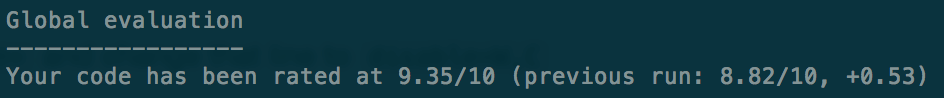 Global evaluation
-----------------
Your code has been rated at 9.35/10 (previous run: 8.82/10, +0.53)